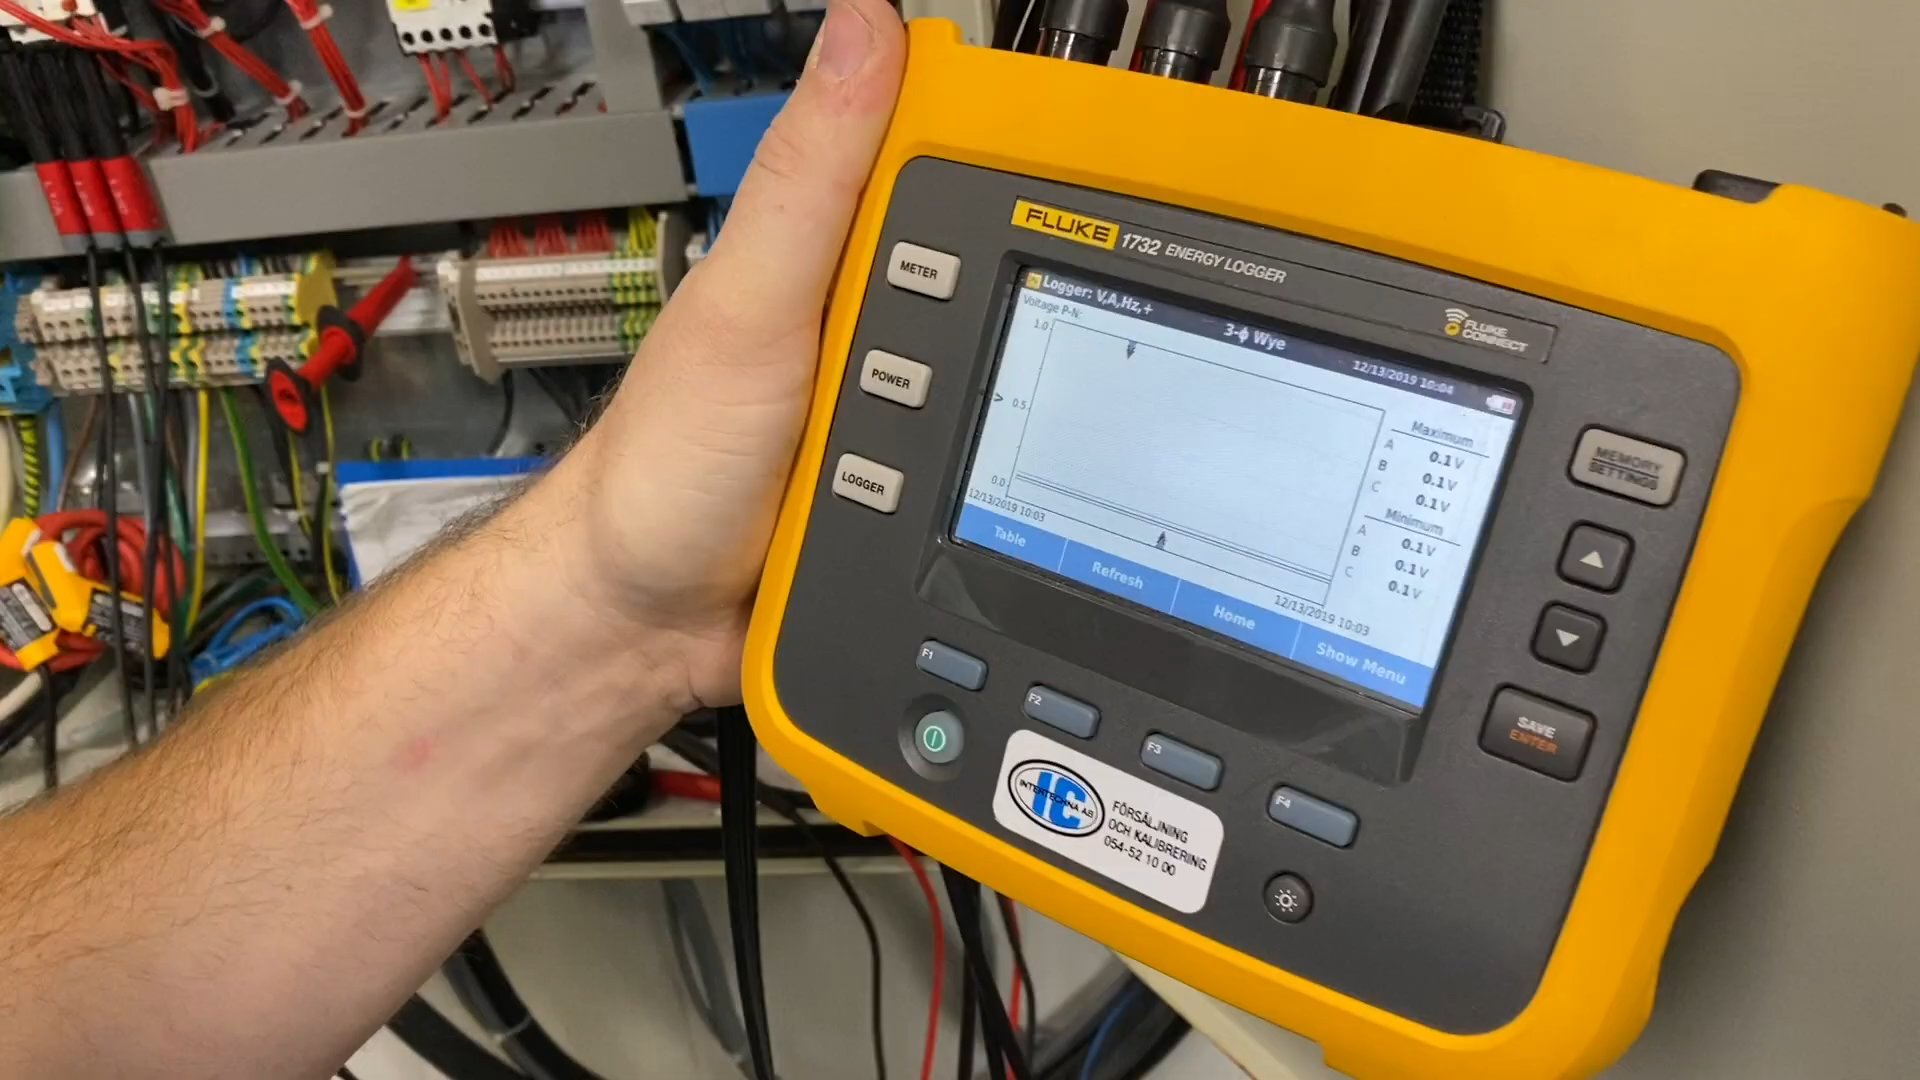 FLUKE 1732 ENERGY LOGGER
FLUKE
CONNECT
METER
POWER
LOGGER
Logger: V,A,Hz,+
3-ϕ Wye
12/13/2019 10:04
Voltage P-N:
1.0
0.5
0.0
V
12/13/2019 10:03
12/13/2019 10:03
Maximum
A 0.1 V
B 0.1 V
C 0.1 V
Minimum
A 0.1 V
B 0.1 V
C 0.1 V
Table
Refresh
Home
Show Menu
MEMORY
SETTINGS
SAVE
ENTER
F1
F2
F3
F4
IC
INTERTECHNA AB
FÖRSÄLJNING
OCH KALIBRERING
054-52 10 00